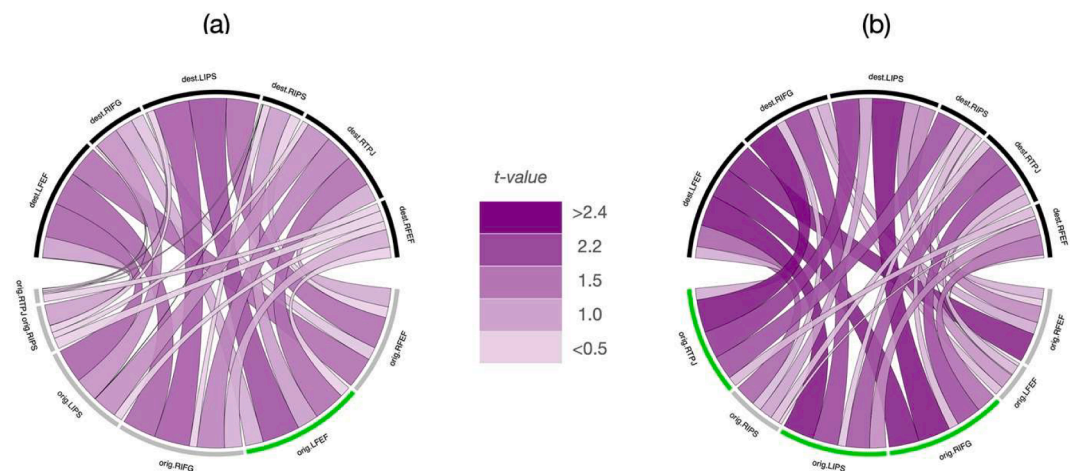 (a)
dest.LIPS
dest.RIPS
dest.RIFG
dest.RTPJ
dest.LFEF
dest.RFEF
orig.RTPJ
orig.RIPS
orig.LIPS
orig.RIFG
orig.LFEF
orig.RFEF
t-value
>2.4
2.2
1.5
1.0
<0.5
(b)
dest.LIPS
dest.RIFG
dest.RIPS
dest.RTPJ
dest.LFEF
dest.RFEF
orig.RTPJ
orig.RIPS
orig.LIPS
orig.RIFG
orig.LFEF
orig.RFEF